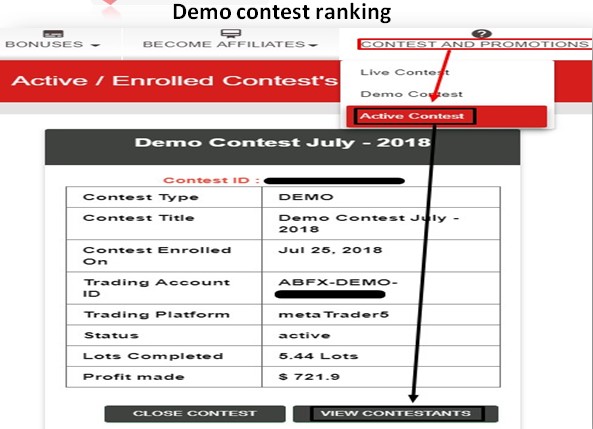 Demo contest ranking
BONUSES
BECOME AFFILIATES
CONTEST AND PROMOTIONS
Active / Enrolled Contest's
Live Contest
Demo Contest
Active Contest
Demo Contest July - 2018
Contest ID :
Contest Type DEMO
Contest Title Demo Contest July -
2018
Contest Enrolled Jul 25, 2018
On
Trading Account ABFX-DEMO-
ID
Trading Platform metaTrader5
Status active
Lots Completed 5.44 Lots
Profit made $ 721.9
CLOSE CONTEST VIEW CONTESTANTS